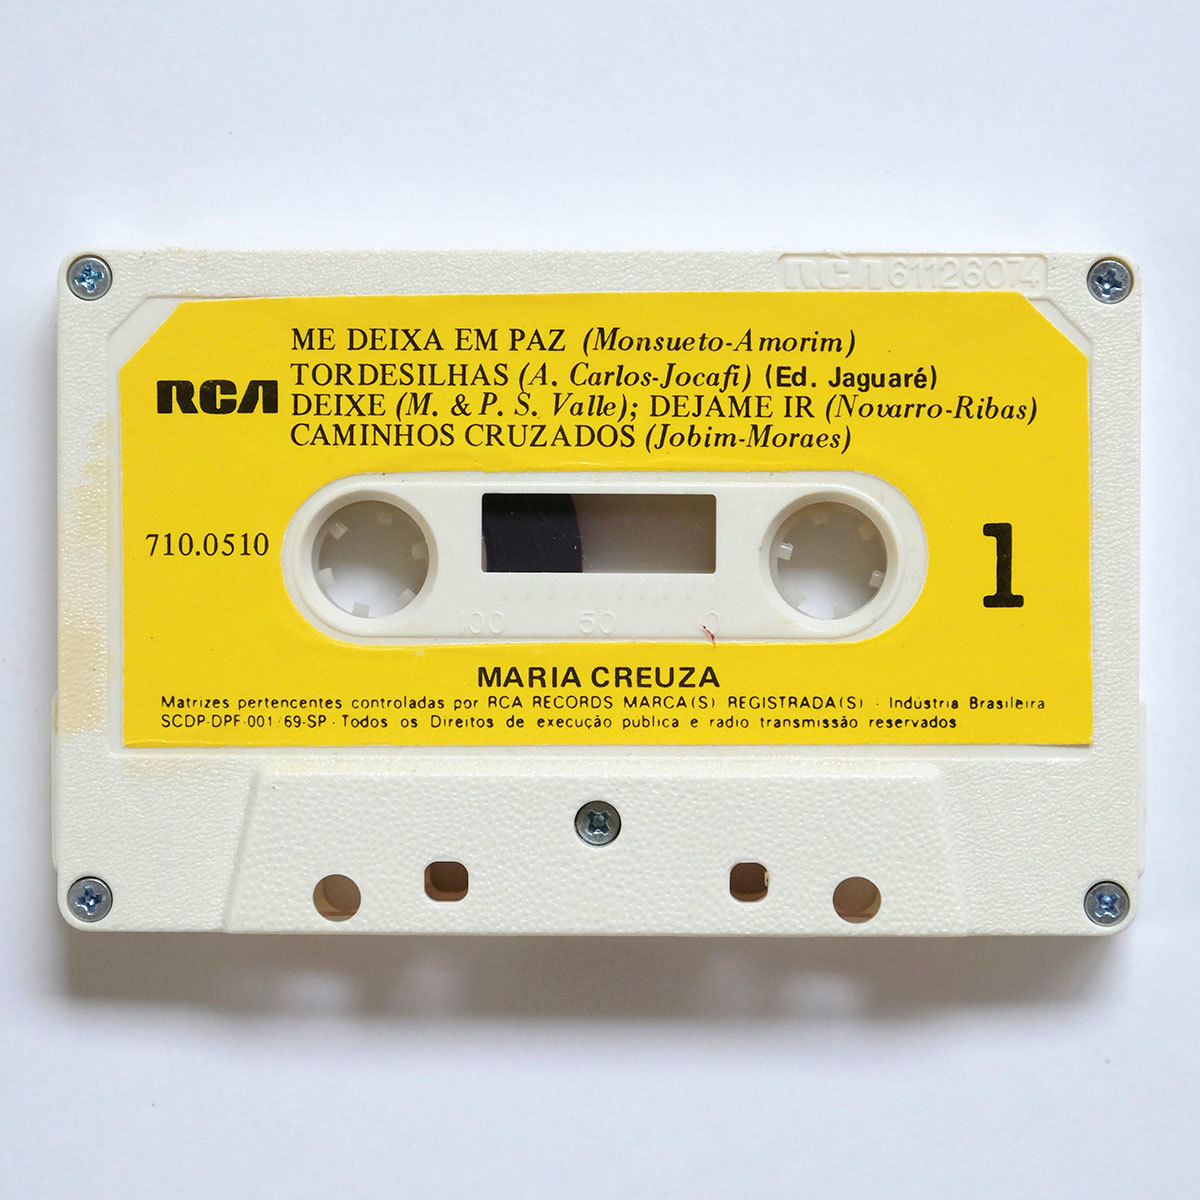 RCA 61126074
ME DEIXA EM PAZ (Monsueto-Amorim)
TORDESILHAS (A. Carlos-Jocafi) (Ed. Jaguaré)
RCA
DEIXE (M. & P. S. Valle); DEJAME IR (Novarro-Ribas)
CAMINHOS CRUZADOS (Jobim-Moraes)
710.0510
1
00 50 0
MARIA CREUZA
Matrizes pertencentes controladas por RCA RECORDS MARCA(S) REGISTRADA(S) · Indústria Brasileira
SCDP-DPF-001/69-SP · Todos os Direitos de execução publica e radio transmissão reservados.